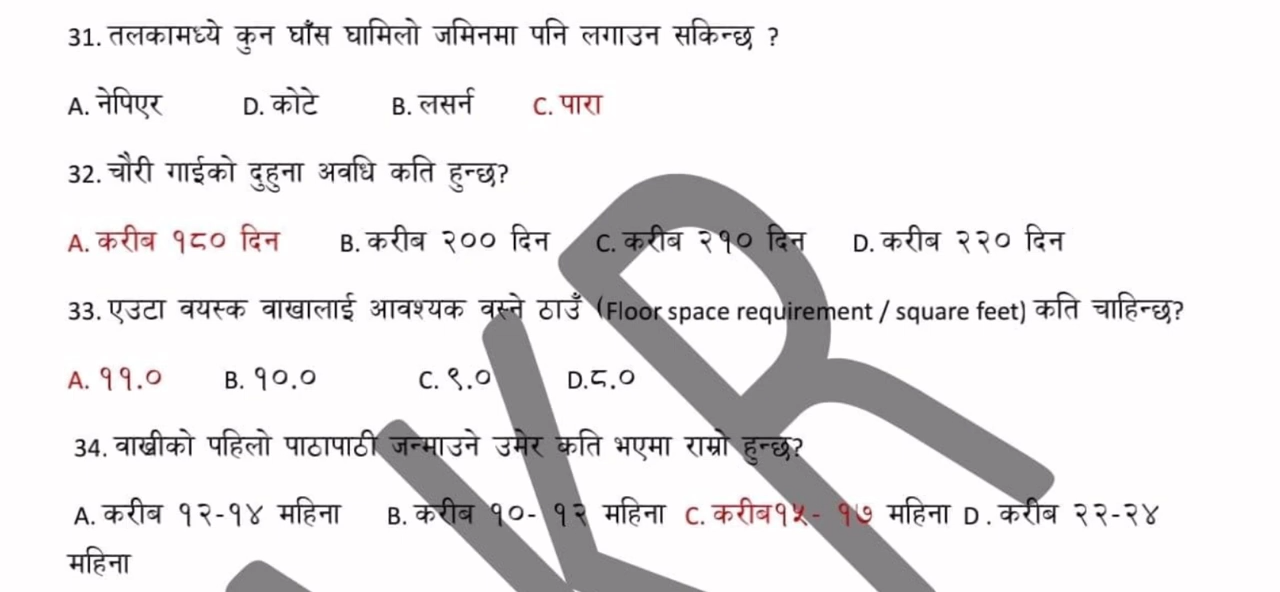 31. तलकामध्ये कुन घाँस घामिलो जमिनमा पनि लगाउन सकिन्छ ?
A. नेपिएर D. कोटे B. लसर्न C. पारा
32. चौरी गाईको दुहुना अवधि कति हुन्छ?
A. करीब १८० दिन B. करीब २०० दिन C. करीब २१० दिन D. करीब २२० दिन
33. एउटा वयस्क वाखालाई आवश्यक वस्ने ठाउँ (Floor space requirement / square feet) कति चाहिन्छ?
A. ११.० B. १०.० C. ९.० D.८.०
34. वाखीको पहिलो पाठापाठी जन्माउने उमेर कति भएमा राम्रो हुन्छ?
A. करीब १२-१४ महिना B. करीब १०- १२ महिना C. करीब१५- १७ महिना D . करीब २२-२४
महिना